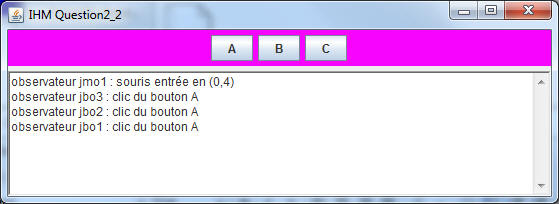 IHM Question2_2
A B C
observateur jmo1 : souris entrée en (0,4)
observateur jbo3 : clic du bouton A
observateur jbo2 : clic du bouton A
observateur jbo1 : clic du bouton A